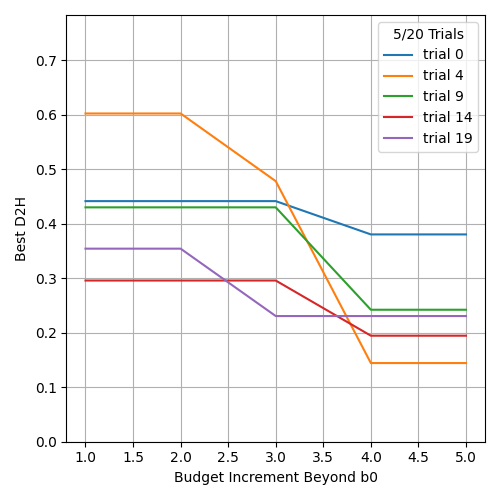 5/20 Trials
trial 0
trial 4
trial 9
trial 14
trial 19
Best D2H
0.7
0.6
0.5
0.4
0.3
0.2
0.1
0.0
1.0 1.5 2.0 2.5 3.0 3.5 4.0 4.5 5.0
Budget Increment Beyond b0